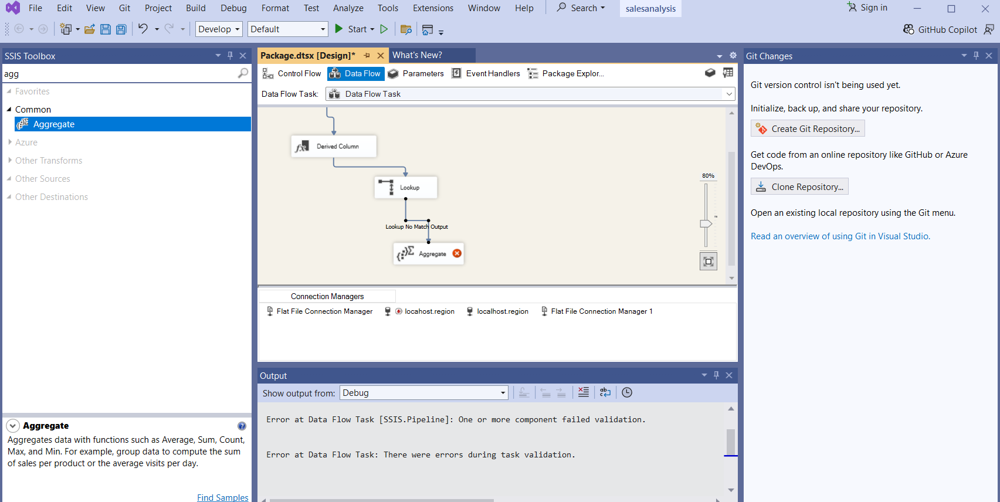 File Edit View Git Project Build Debug Format Test Analyze Tools Extensions Window Help Search salesanalysis Sign in
Develop Default Start GitHub Copilot
SSIS Toolbox
agg
Favorites
Common
Aggregate
Azure
Other Transforms
Other Sources
Other Destinations
Aggregate
Aggregates data with functions such as Average, Sum, Count,
Max, and Min. For example, group data to compute the sum
of sales per product or the average visits per day.
Find Samples
Package.dtsx [Design]* What's New?
Control Flow Data Flow Parameters Event Handlers Package Explor...
Data Flow Task: Data Flow Task
Derived Column
Lookup
Lookup No Match Output
Aggregate
80%
Connection Managers
Flat File Connection Manager locahost.region localhost.region Flat File Connection Manager 1
Output
Show output from: Debug
Error at Data Flow Task [SSIS.Pipeline]: One or more component failed validation.
Error at Data Flow Task: There were errors during task validation.
Git Changes
Git version control isn't being used yet.
Initialize, back up, and share your repository.
Create Git Repository...
Get code from an online repository like GitHub or Azure
DevOps.
Clone Repository...
Open an existing local repository using the Git menu.
Read an overview of using Git in Visual Studio.